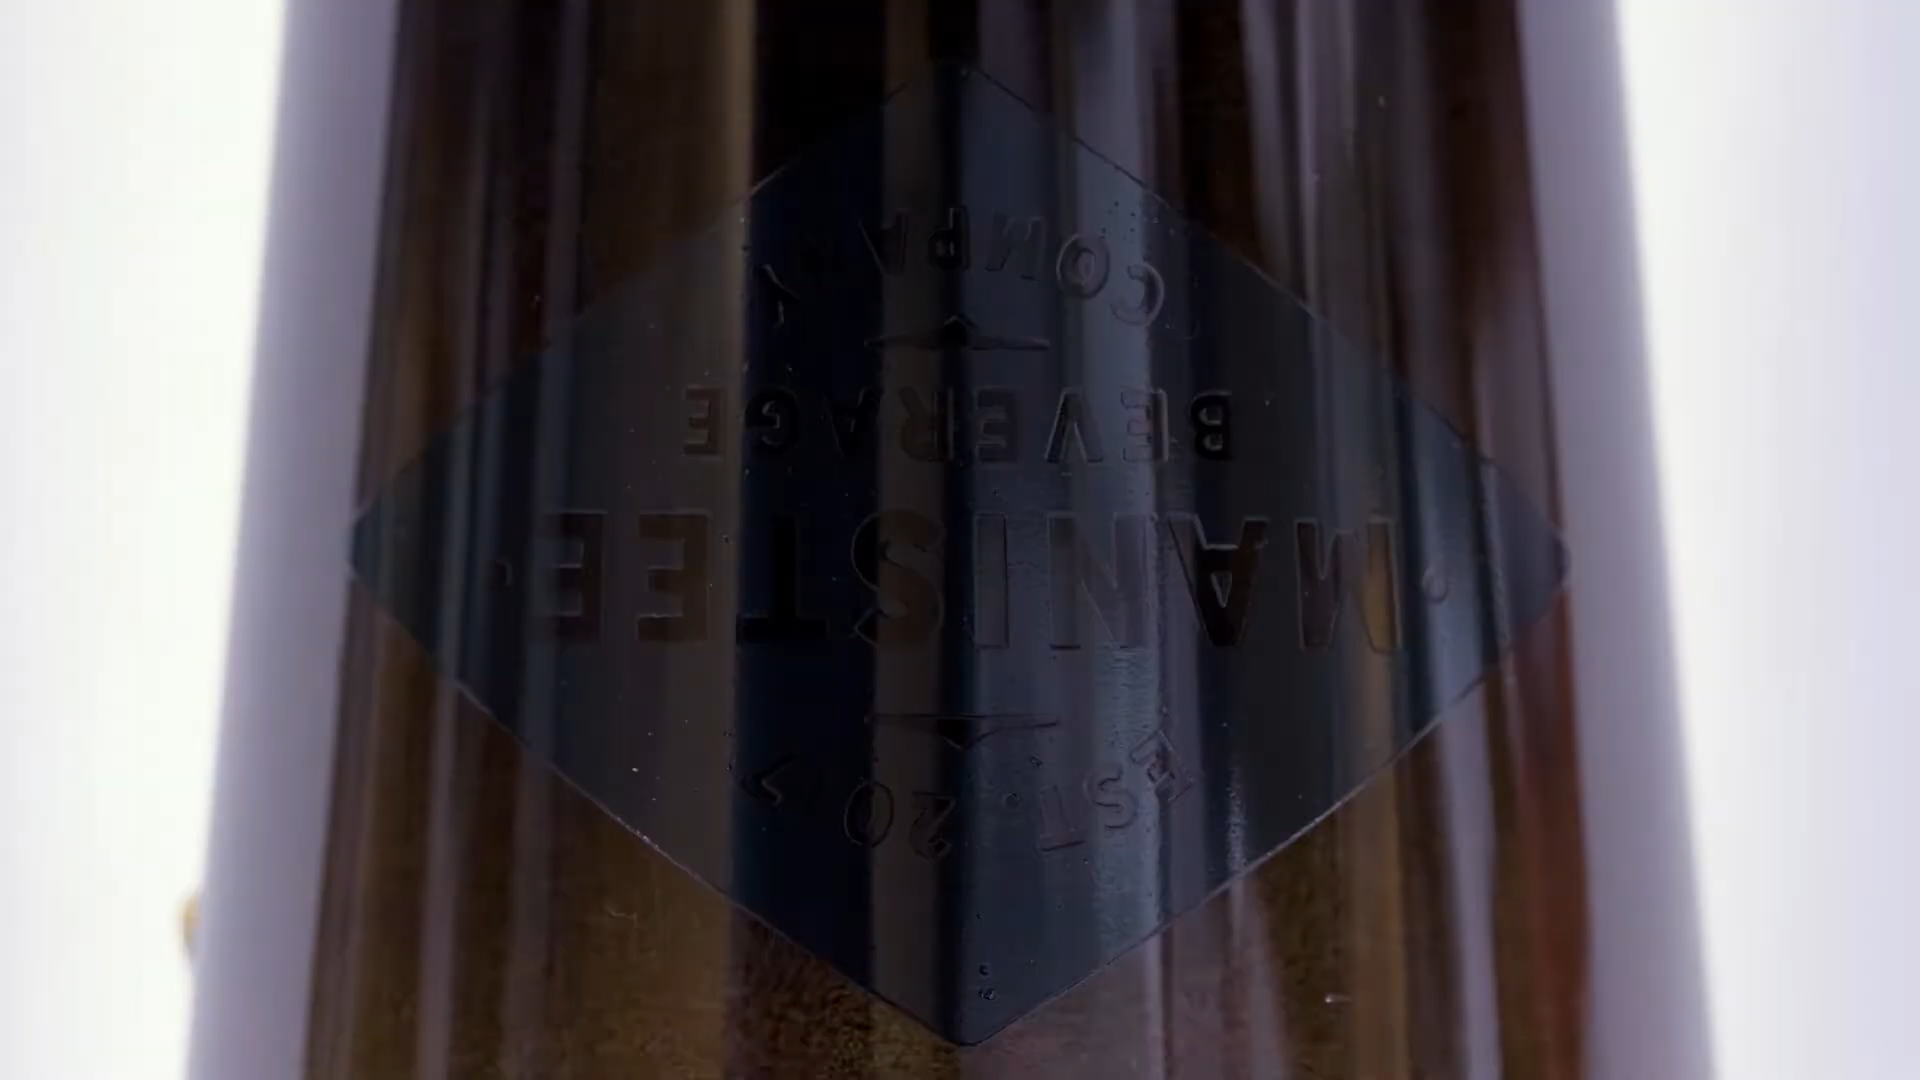 EST · 2017
· MANISTEE ·
BEVERAGE
COMPANY